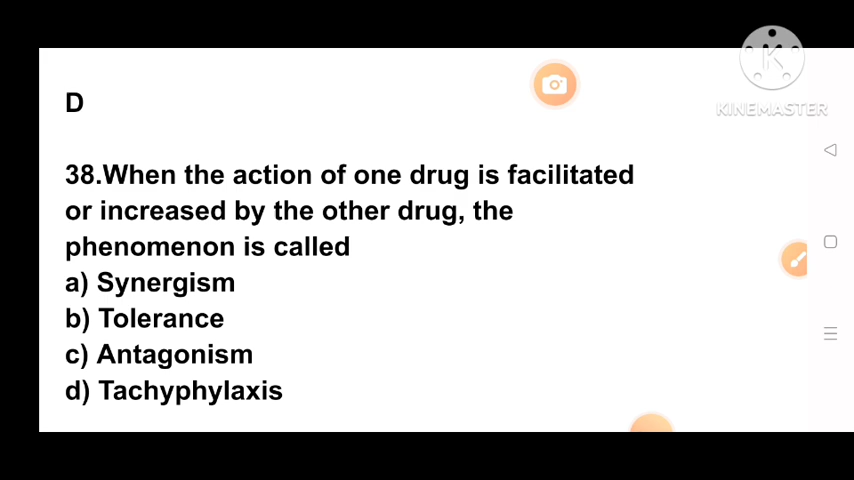 D
KINEMASTER
38.When the action of one drug is facilitated
or increased by the other drug, the
phenomenon is called
a) Synergism
b) Tolerance
c) Antagonism
d) Tachyphylaxis